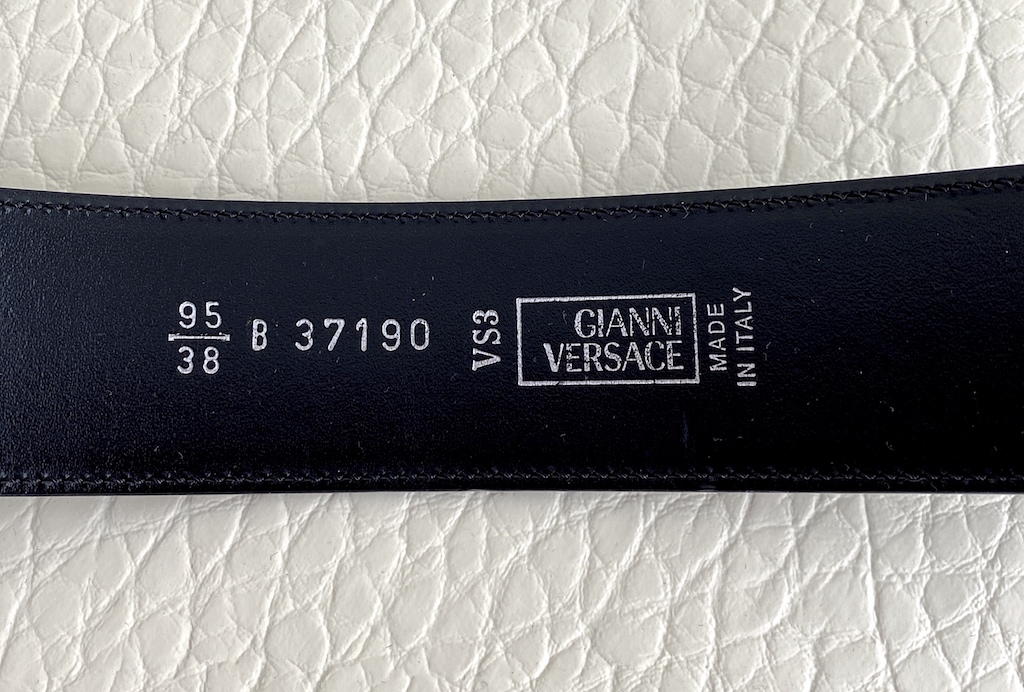 95
38
B 37190
VS3
GIANNI
VERSACE
MADE
IN ITALY